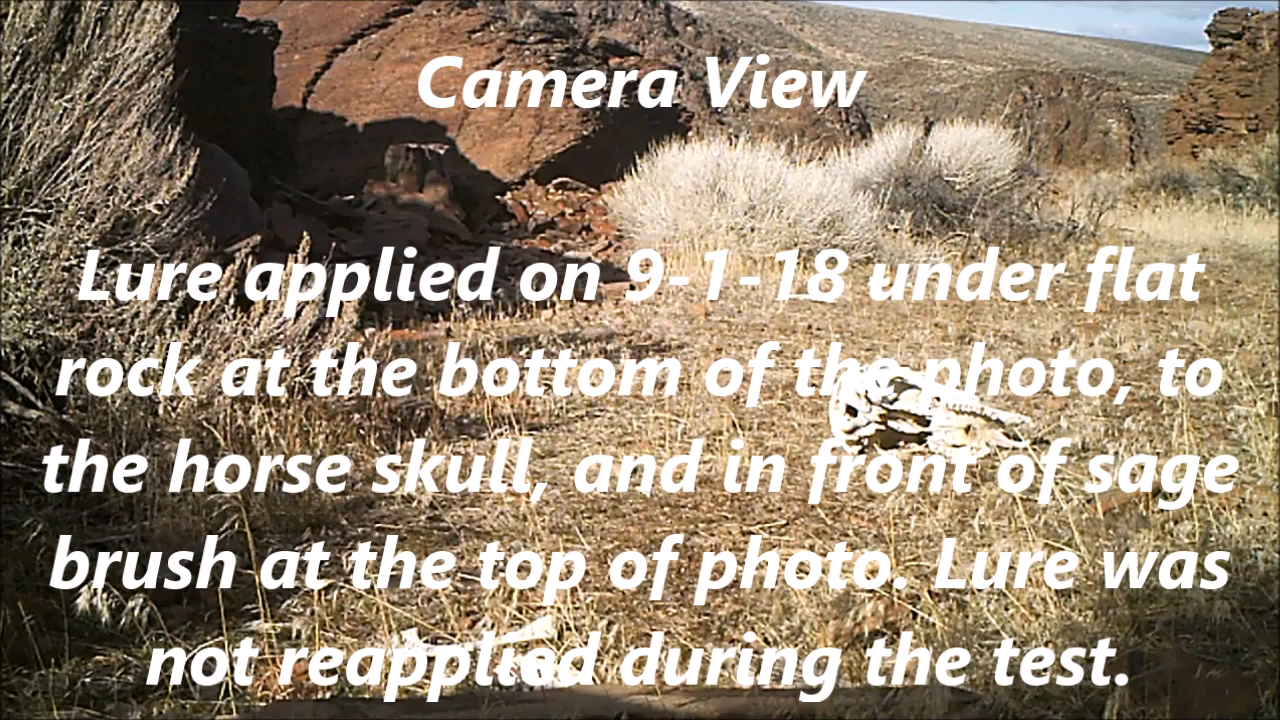 Camera View
Lure applied on 9-1-18 under flat
rock at the bottom of the photo, to
the horse skull, and in front of sage
brush at the top of photo. Lure was
not reapplied during the test.